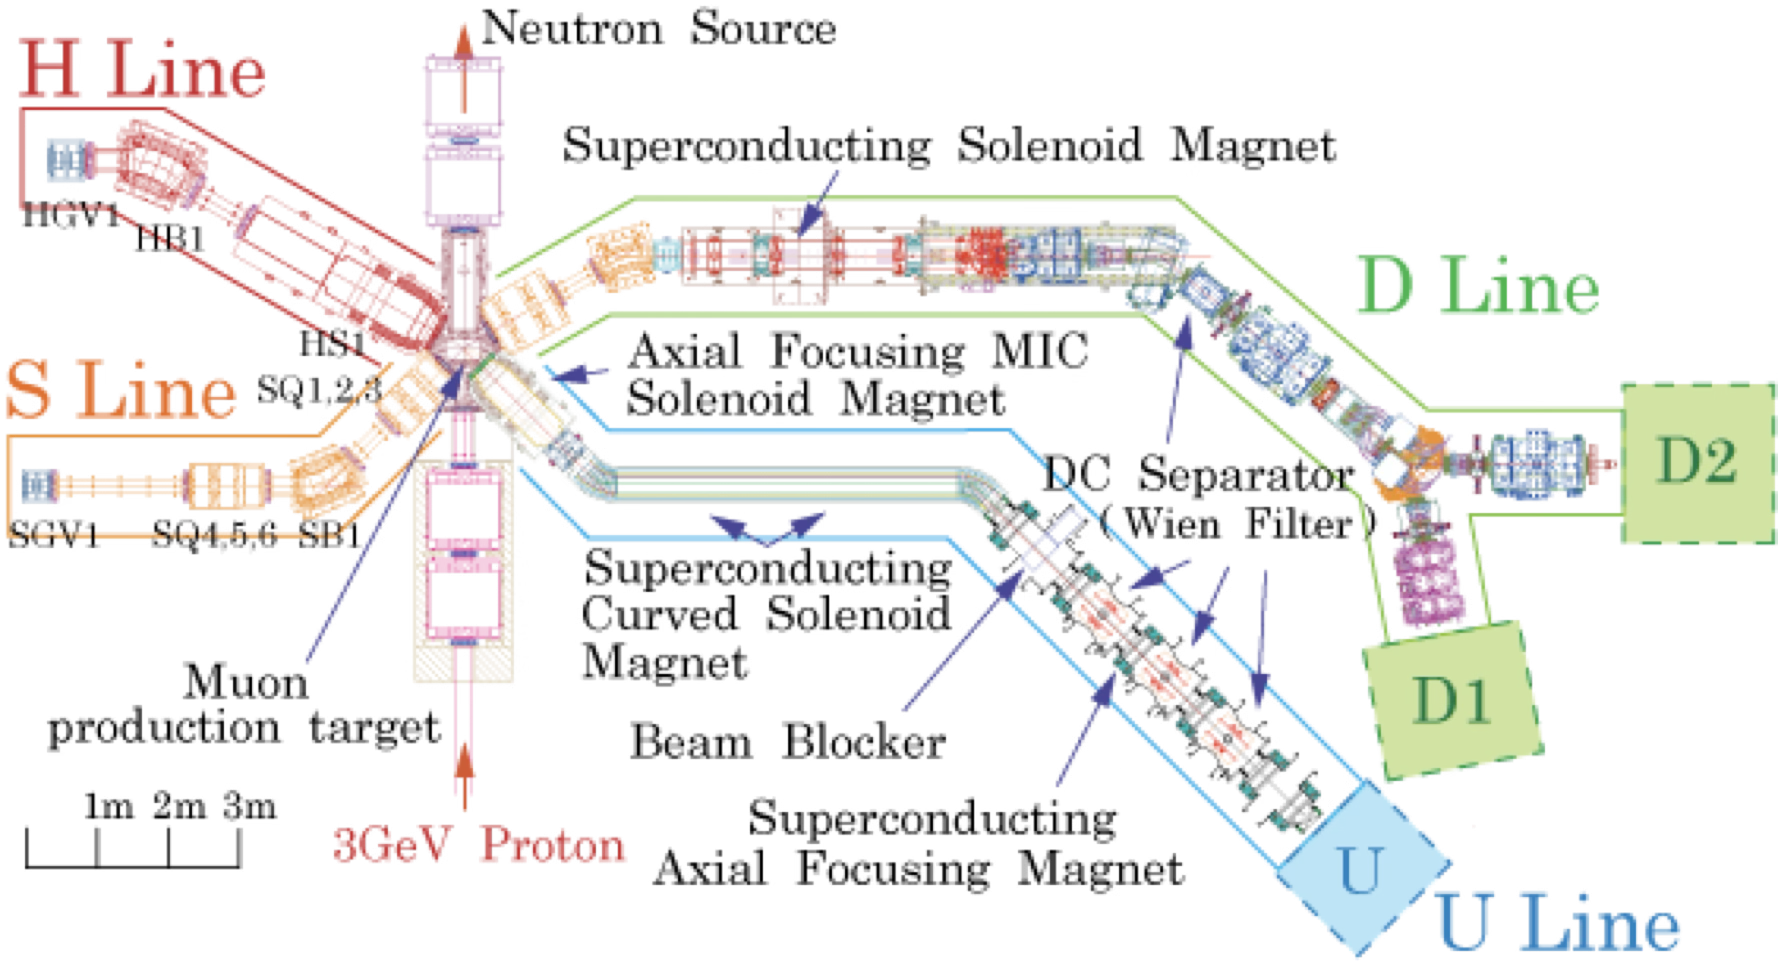 Neutron Source
H Line
Superconducting Solenoid Magnet
HGV1
HB1
D Line
HS1
Axial Focusing MIC
Solenoid Magnet
S Line
SQ1,2,3
D2
DC Separator
(Wien Filter)
SGV1 SQ4,5,6 SB1
Superconducting
Curved Solenoid
Magnet
Muon
production target
D1
Beam Blocker
1m 2m 3m
3GeV Proton
Superconducting
Axial Focusing Magnet
U
U Line